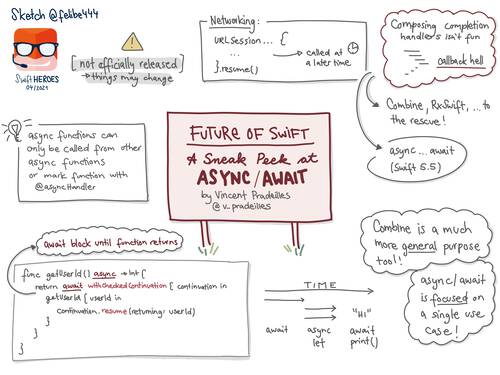 Sketch @felibe444
Swift HEROES
04/2021
not officially released
→ things may change
Networking:
URLSession ... {
... → called at
a later time
}.resume()
Composing completion
handlers isn't fun
callback hell
Combine, RxSwift, ... to
the rescue!
async ... await
(Swift 5.5)
async functions can
only be called from other
async functions
or mark function with
@asyncHandler
FUTURE OF SWIFT
A Sneak Peek at
ASYNC/AWAIT
by Vincent Pradeilles
@v_pradeilles
await block until function returns
func getUserId() async → Int {
return await withCheckedContinuation { continuation in
getUserId { userId in
continuation.resume(returning: userId)
}
}
}
TIME
"HI"
await
async
let
await
print()
Combine is a much
more general purpose
tool!
async/await
is focused on
a single use
case!